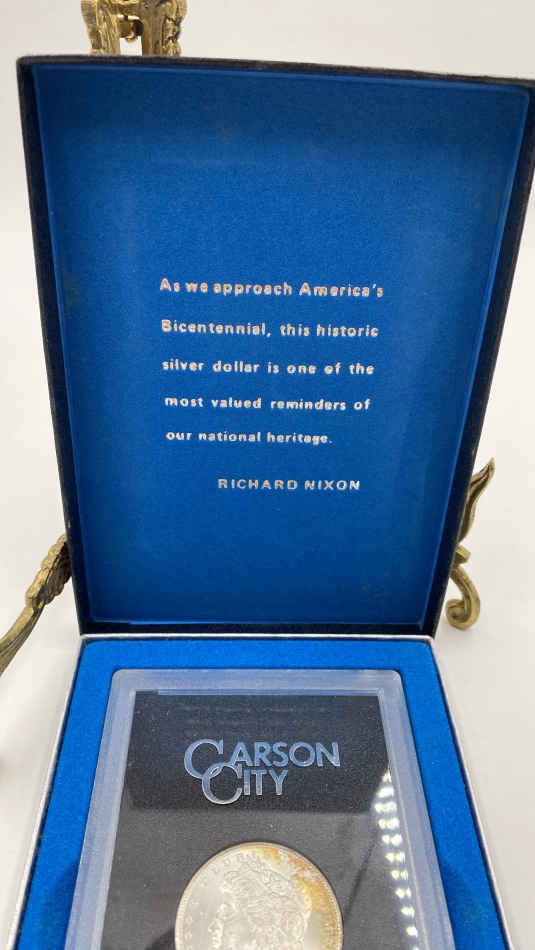 As we approach America's
Bicentennial, this historic
silver dollar is one of the
most valued reminders of
our national heritage.
RICHARD NIXON
CARSON
CITY